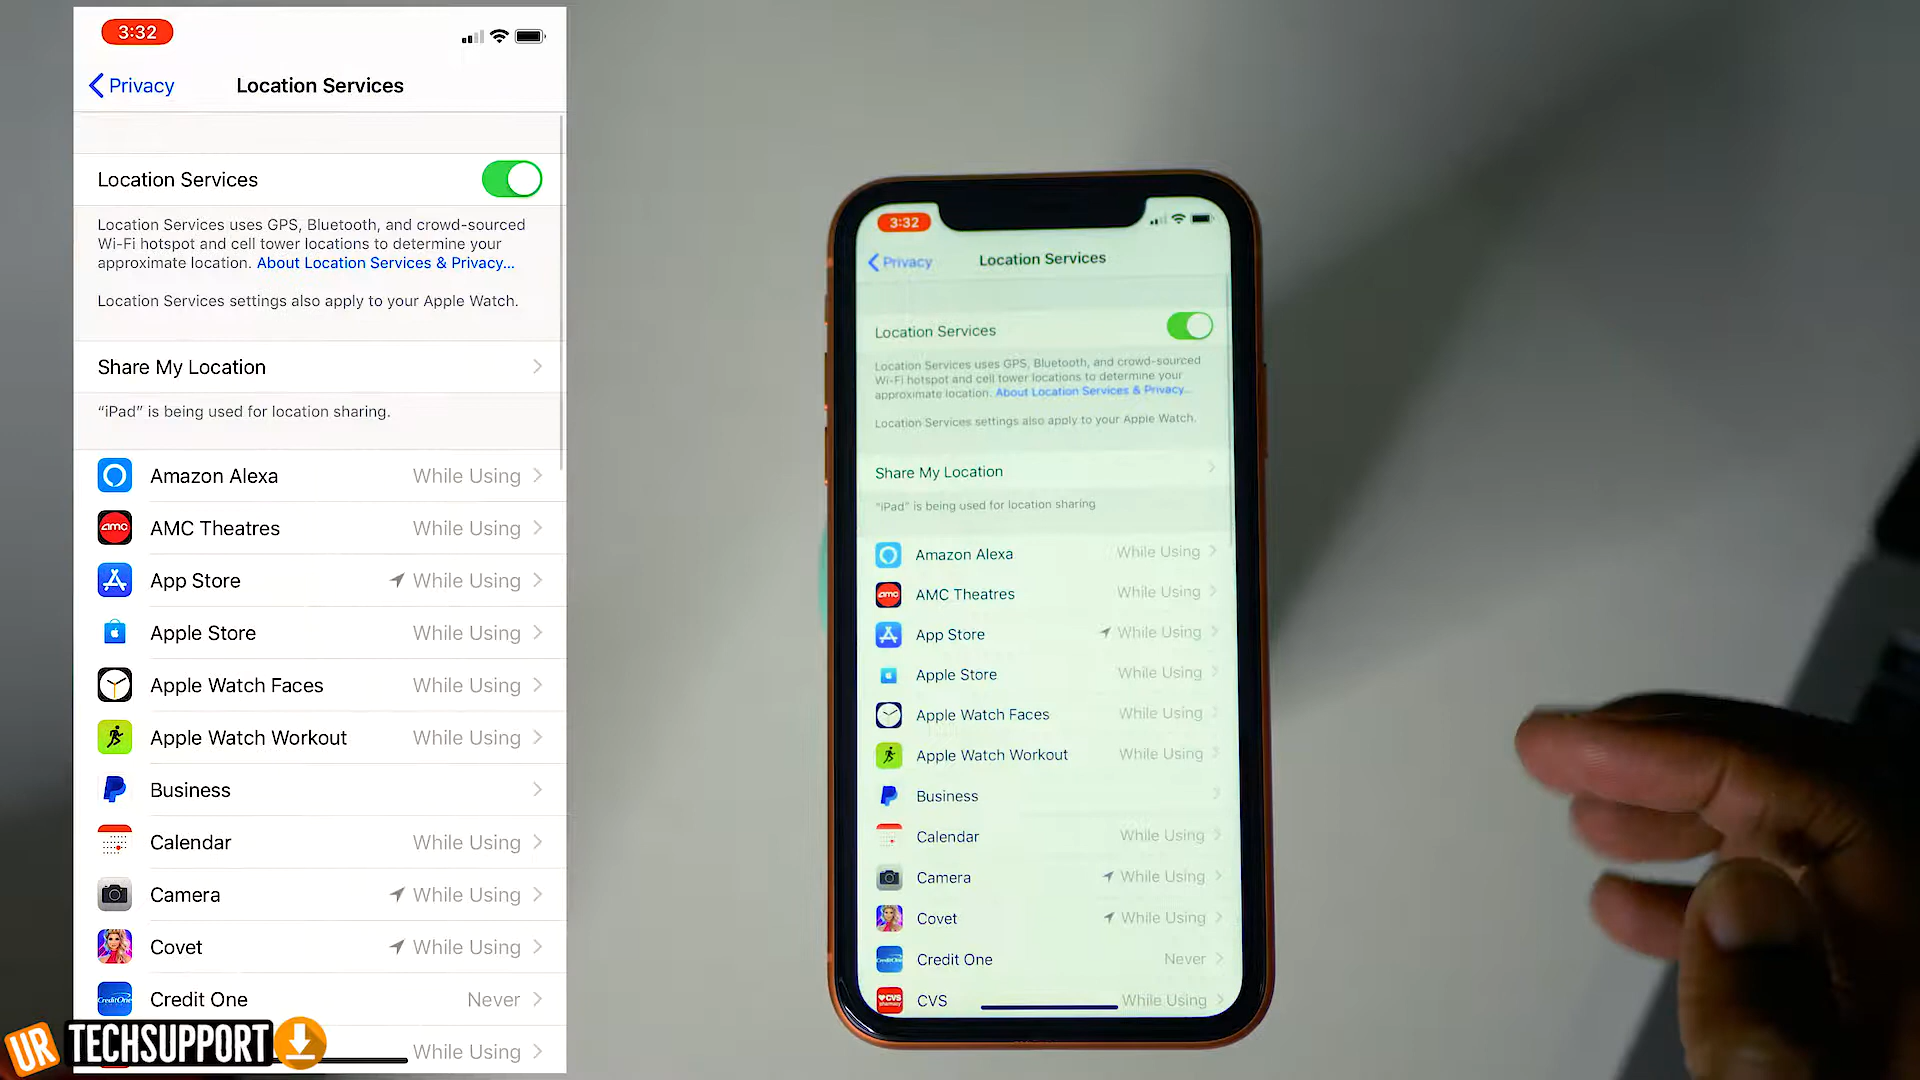 3:32
Privacy
Location Services
Location Services
Location Services uses GPS, Bluetooth, and crowd-sourced
Wi-Fi hotspot and cell tower locations to determine your
approximate location. About Location Services & Privacy...
Location Services settings also apply to your Apple Watch.
Share My Location
“iPad” is being used for location sharing.
Amazon Alexa While Using
amc AMC Theatres While Using
App Store While Using
Apple Store While Using
Apple Watch Faces While Using
Apple Watch Workout While Using
Business
Calendar While Using
Camera While Using
Covet While Using
CreditOne Credit One Never
While Using
UR TECHSUPPORT
3:32
Privacy
Location Services
Location Services
Location Services uses GPS, Bluetooth, and crowd-sourced
Wi-Fi hotspot and cell tower locations to determine your
approximate location. About Location Services & Privacy...
Location Services settings also apply to your Apple Watch.
Share My Location
“iPad” is being used for location sharing
Amazon Alexa While Using
amc AMC Theatres While Using
App Store While Using
Apple Store While Using
Apple Watch Faces While Using
Apple Watch Workout While Using
Business
Calendar While Using
Camera While Using
Covet While Using
CreditOne Credit One Never
CVS pharmacy CVS While Using